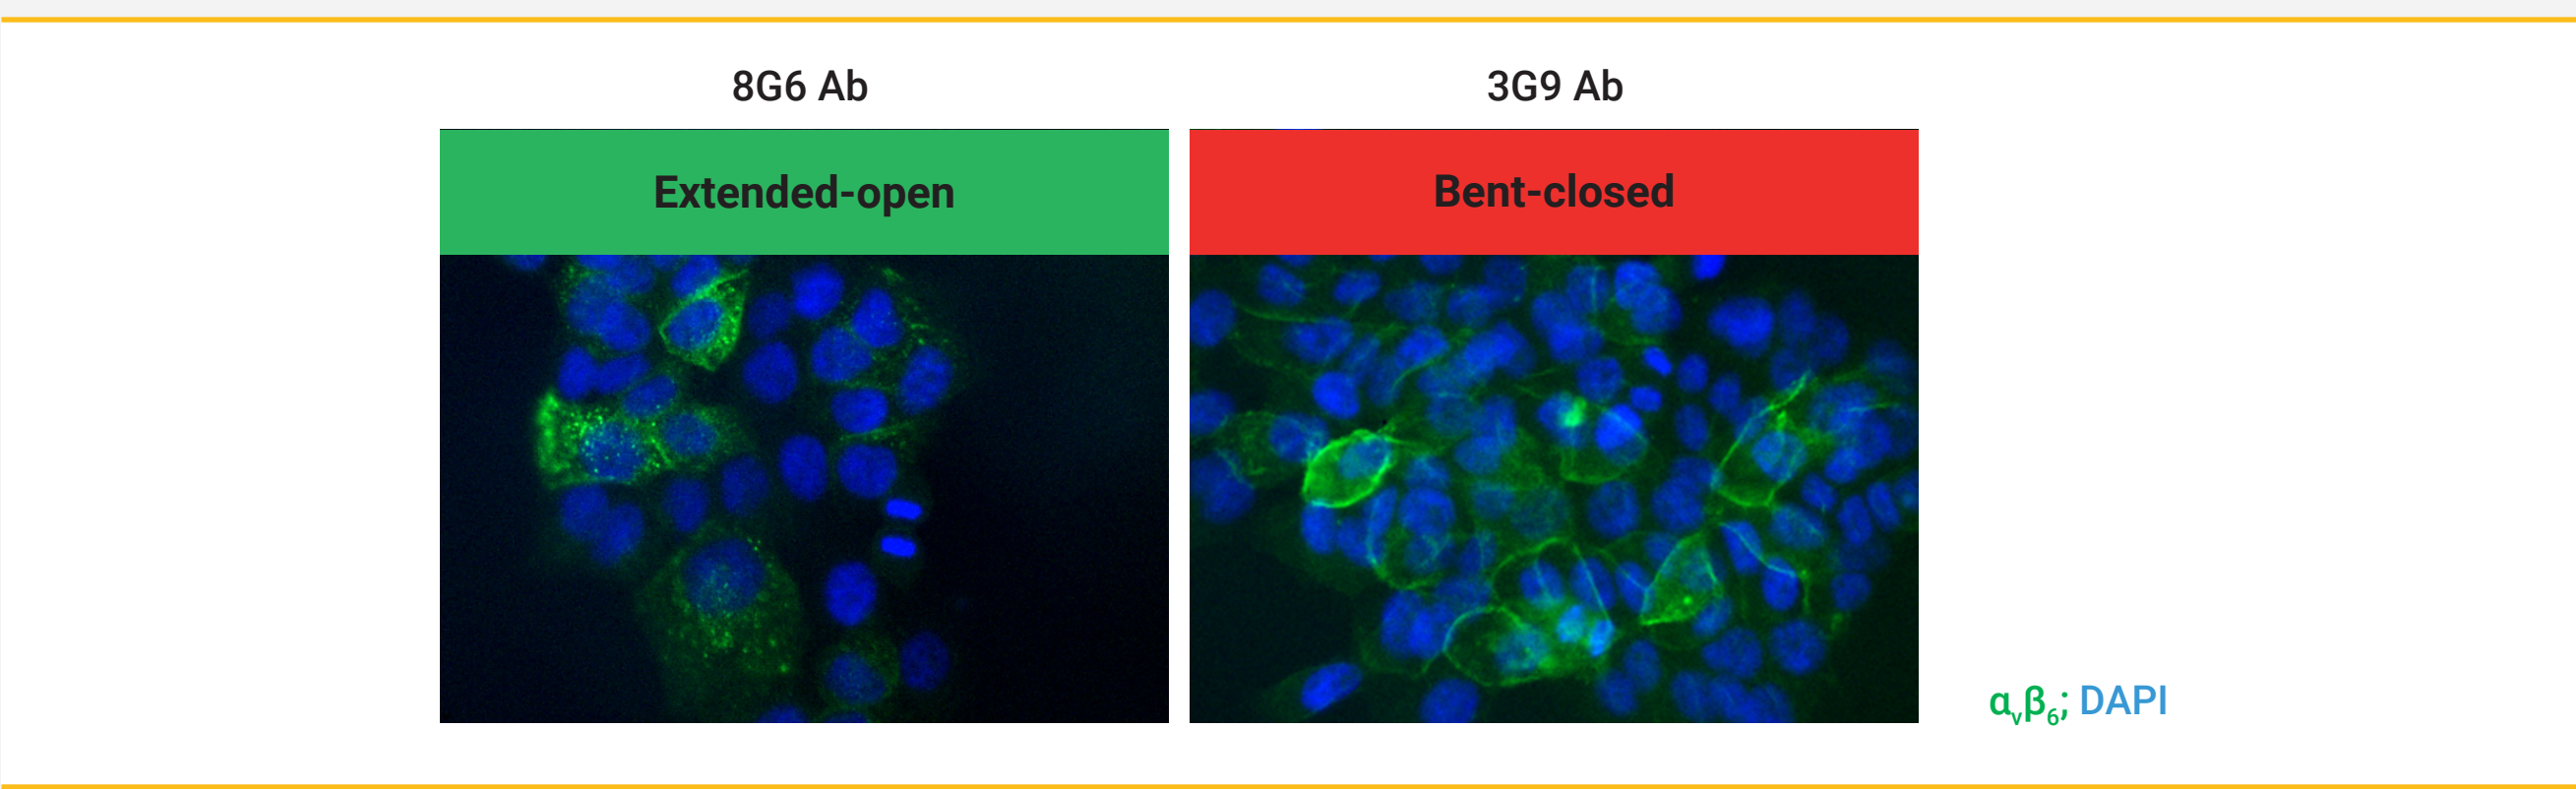 8G6 Ab
3G9 Ab
Extended-open
Bent-closed
αᵥβ₆; DAPI